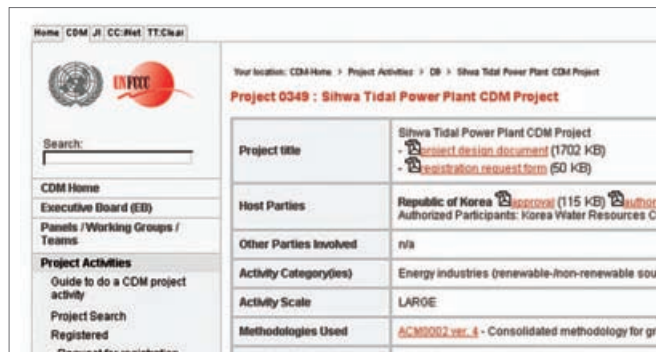 Home CDM JI CC:iNet TT:Clear
UNFCCC
Your location: CDM Home > Project Activities > DB > Sihwa Tidal Power Plant CDM Project
Project 0349 : Sihwa Tidal Power Plant CDM Project
Search:
CDM Home
Executive Board (EB)
Panels / Working Groups /
Teams
Project Activities
Guide to do a CDM project
activity
Project Search
Registered
Request for registration
Project title
Sihwa Tidal Power Plant CDM Project
- project design document (1702 KB)
- registration request form (50 KB)
Host Parties
Republic of Korea approval (115 KB) author
Authorized Participants: Korea Water Resources C
Other Parties Involved
n/a
Activity Category(ies)
Energy industries (renewable-/non-renewable sou
Activity Scale
LARGE
Methodologies Used
ACM0002 ver. 4 - Consolidated methodology for gr